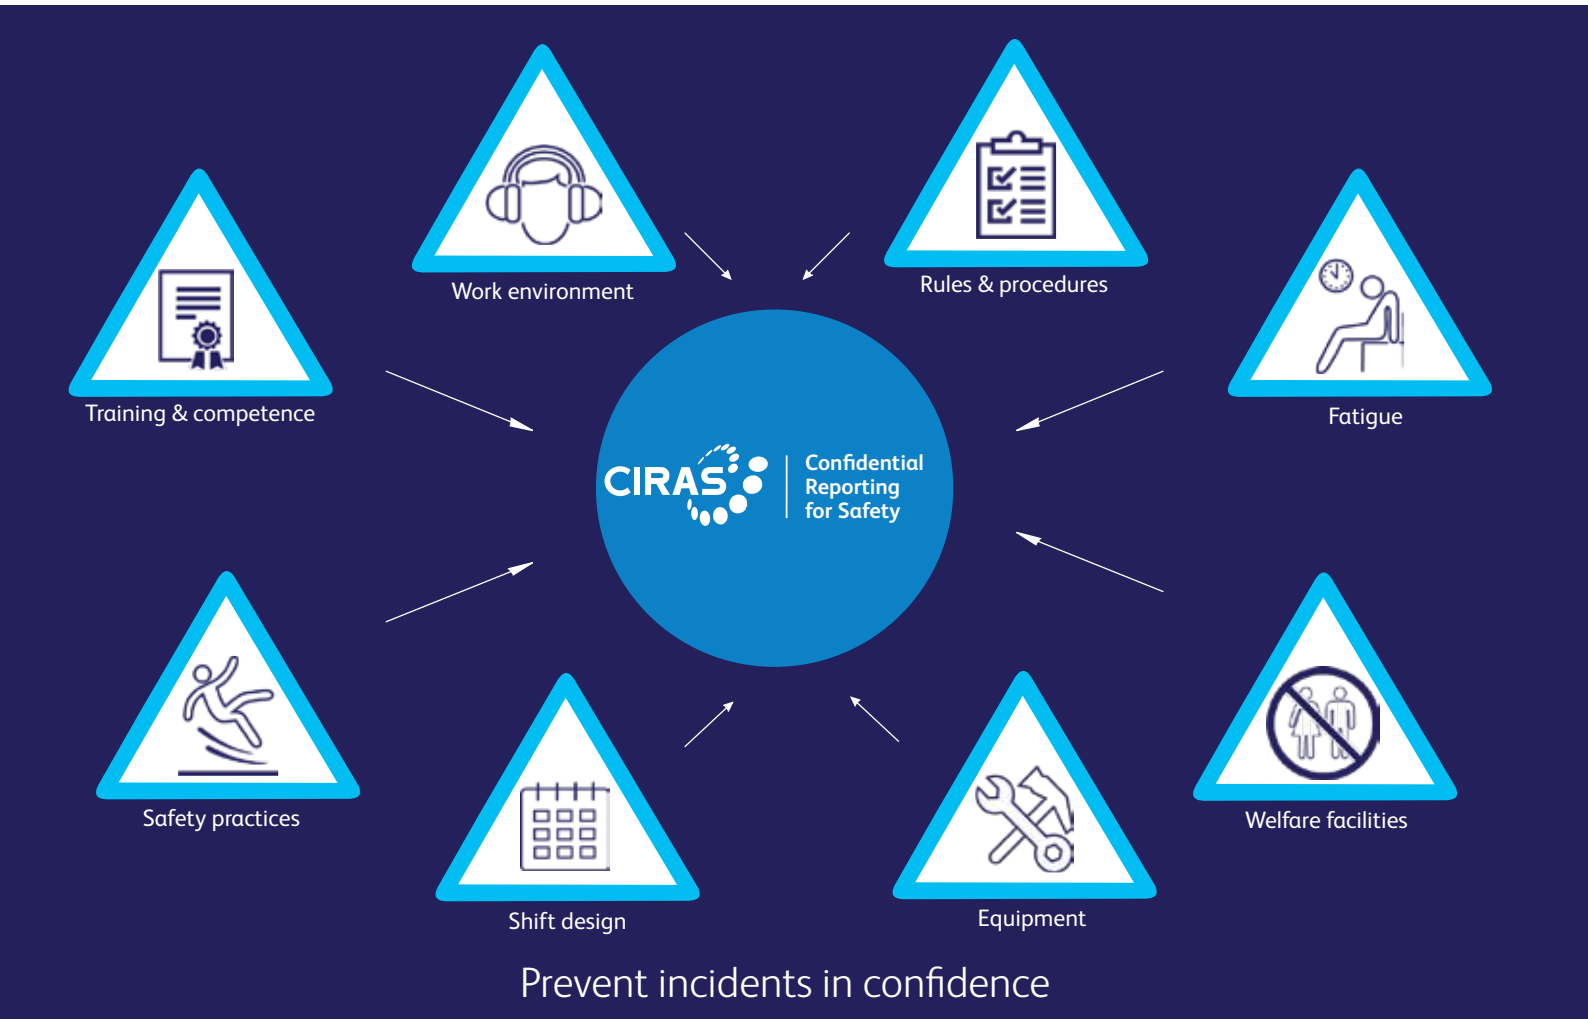 Work environment
Rules & procedures
Training & competence
Fatigue
CIRAS
Confidential
Reporting
for Safety
Safety practices
Welfare facilities
Shift design
Equipment
Prevent incidents in confidence